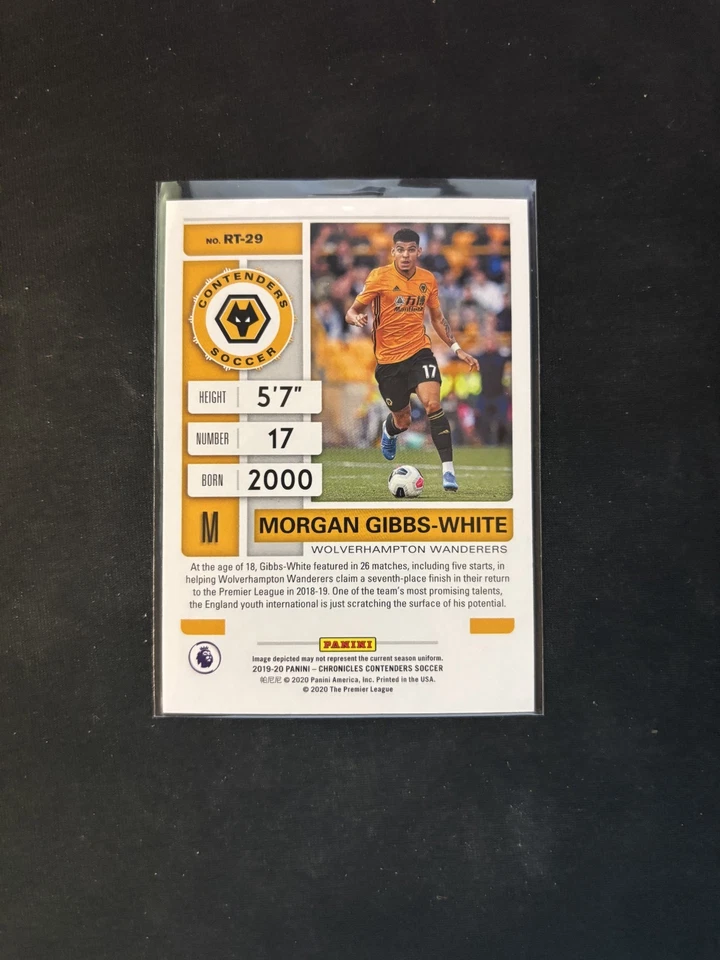 NO. RT-29
CONTENDERS
SOCCER
HEIGHT 5'7"
NUMBER 17
BORN 2000
万博
17
M
MORGAN GIBBS-WHITE
WOLVERHAMPTON WANDERERS
At the age of 18, Gibbs-White featured in 26 matches, including five starts, in
helping Wolverhampton Wanderers claim a seventh-place finish in their return
to the Premier League in 2018-19. One of the team's most promising talents,
the England youth international is just scratching the surface of his potential.
PANINI
Image depicted may not represent the current season uniform.
2019-20 PANINI – CHRONICLES CONTENDERS SOCCER
帕尼尼 © 2020 Panini America, Inc. Printed in the USA.
© 2020 The Premier League